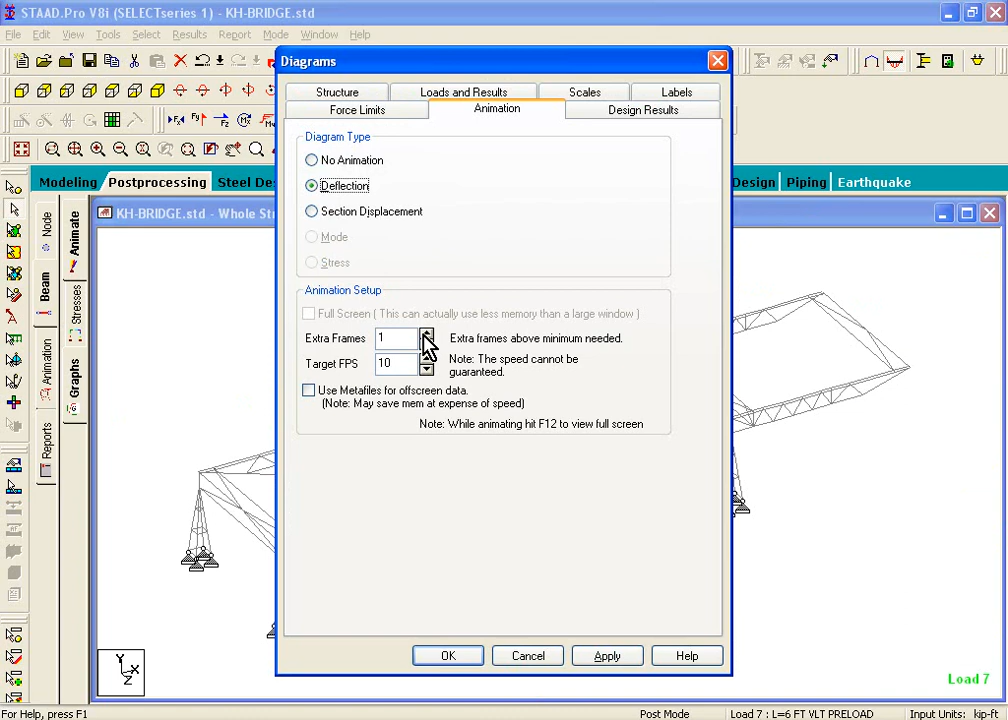 STAAD.Pro V8i (SELECTseries 1) - KH-BRIDGE.std
File Edit View Tools Select Results Report Mode Window Help
Diagrams
Structure Loads and Results Scales Labels
Force Limits Animation Design Results
Diagram Type
No Animation
Deflection
Section Displacement
Mode
Stress
Animation Setup
Full Screen ( This can actually use less memory than a large window )
Extra Frames 1 Extra frames above minimum needed.
Target FPS 10 Note: The speed cannot be
guaranteed.
Use Metafiles for offscreen data.
(Note: May save mem at expense of speed)
Note: While animating hit F12 to view full screen
OK Cancel Apply Help
Modeling Postprocessing Steel De Design Piping Earthquake
KH-BRIDGE.std - Whole St
Node
Beam
Animation
Reports
Animate
Stresses
Graphs
Y
X
Z
Load 7
For Help, press F1 Post Mode Load 7 : L=6 FT VLT PRELOAD Input Units: kip-ft